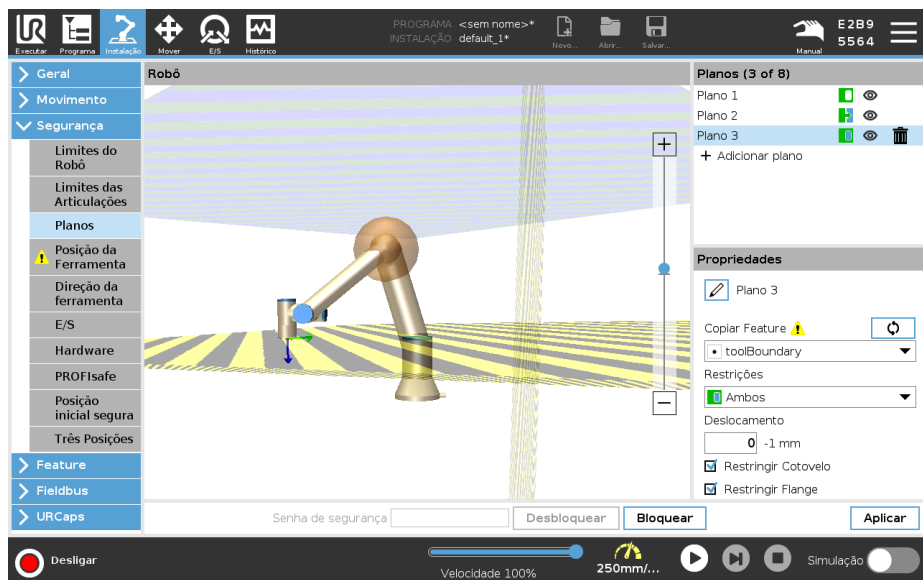 UR
Executar
Programa
Instalação
Mover
E/S
Histórico
PROGRAMA <sem nome>*
INSTALAÇÃO default_1*
Novo...
Abrir...
Salvar...
Manual
E2B9
5564
Geral
Movimento
Segurança
Limites do
Robô
Limites das
Articulações
Planos
Posição da
Ferramenta
Direção da
ferramenta
E/S
Hardware
PROFIsafe
Posição
inicial segura
Três Posições
Feature
Fieldbus
URCaps
Robô
Planos (3 of 8)
Plano 1
Plano 2
Plano 3
+ Adicionar plano
Propriedades
Plano 3
Copiar Feature
toolBoundary
Restrições
Ambos
Deslocamento
0 -1 mm
Restringir Cotovelo
Restringir Flange
Senha de segurança
Desbloquear
Bloquear
Aplicar
Desligar
Velocidade 100%
250mm/...
Simulação